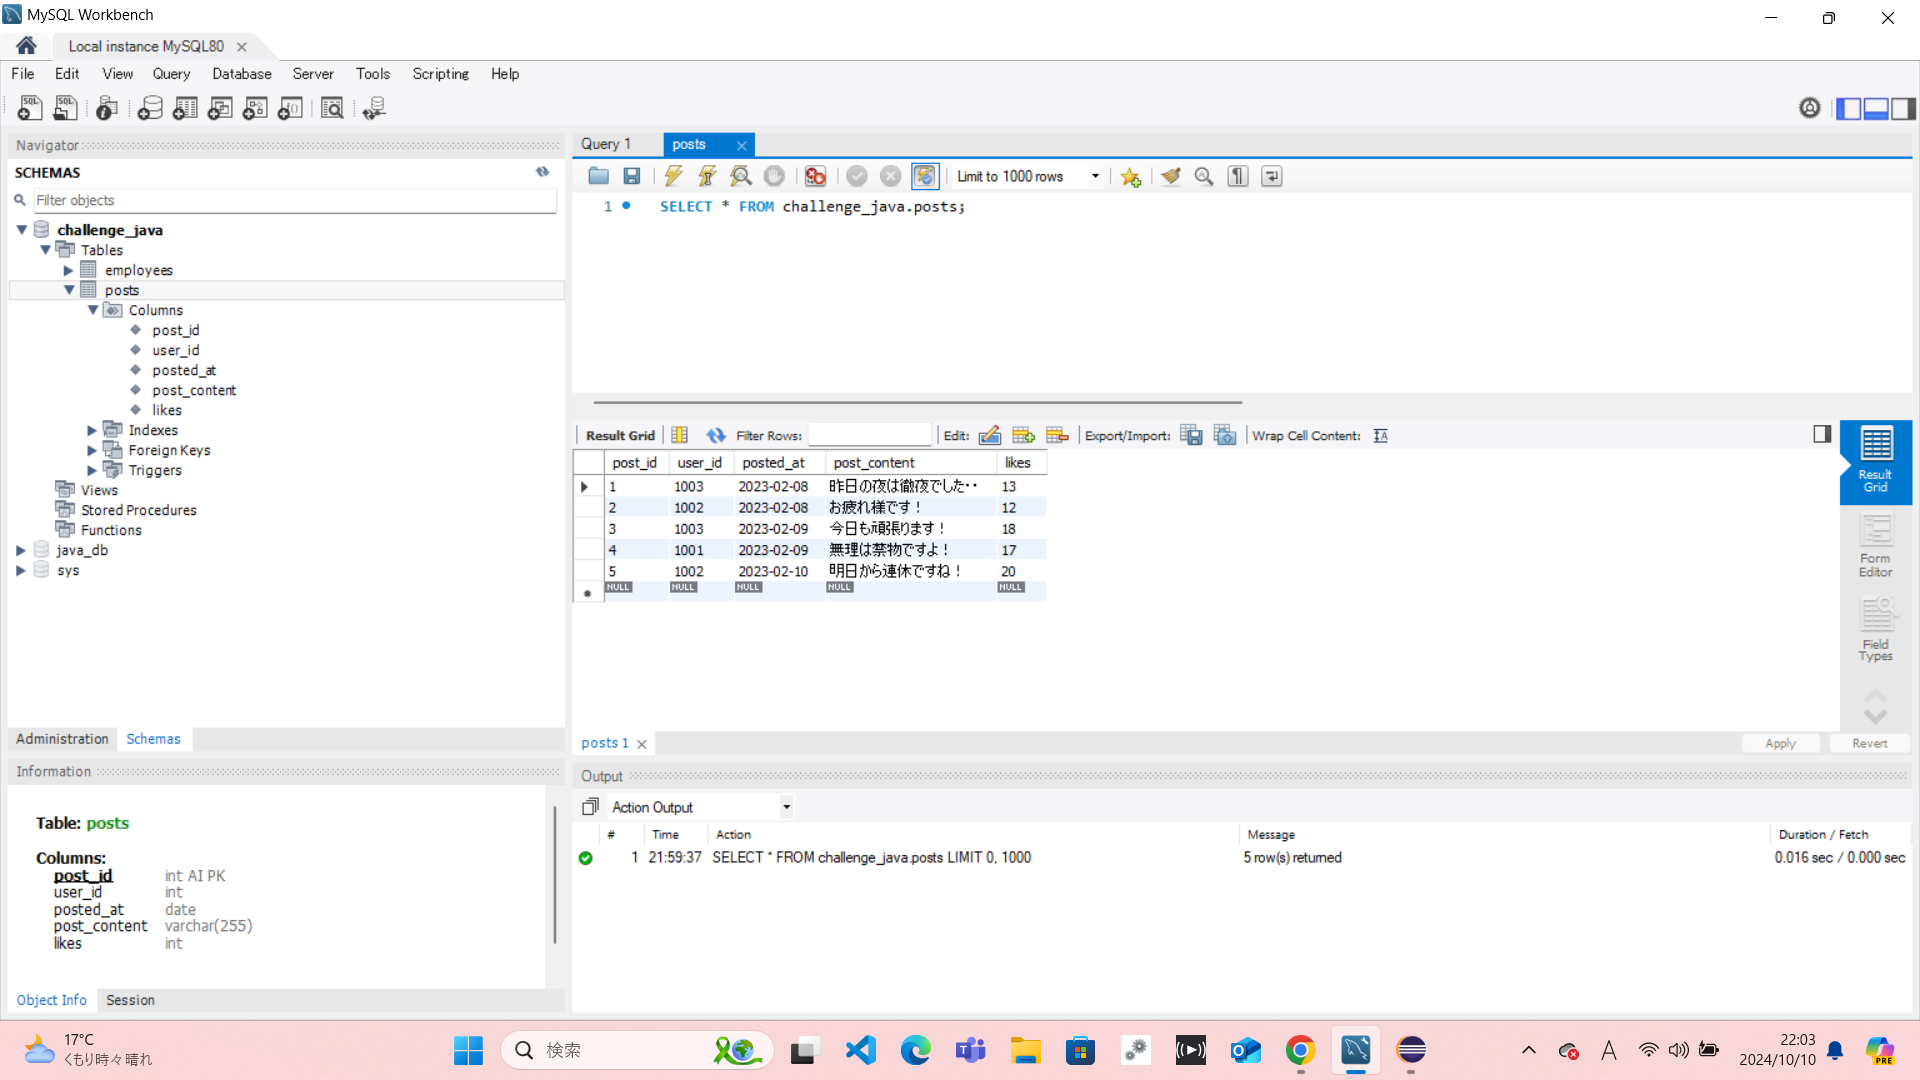 MySQL Workbench
Local instance MySQL80
File Edit View Query Database Server Tools Scripting Help
Navigator
SCHEMAS
Filter objects
challenge_java
Tables
employees
posts
Columns
post_id
user_id
posted_at
post_content
likes
Indexes
Foreign Keys
Triggers
Views
Stored Procedures
Functions
java_db
sys
Administration Schemas
Information
Table: posts
Columns:
post_id int AI PK
user_id int
posted_at date
post_content varchar(255)
likes int
Object Info Session
Query 1 posts
Limit to 1000 rows
1 SELECT * FROM challenge_java.posts;
Result Grid Filter Rows: Edit: Export/Import: Wrap Cell Content:
post_id user_id posted_at post_content likes
1 1003 2023-02-08 昨日の夜は徹夜でした・・ 13
2 1002 2023-02-08 お疲れ様です！ 12
3 1003 2023-02-09 今日も頑張ります！ 18
4 1001 2023-02-09 無理は禁物ですよ！ 17
5 1002 2023-02-10 明日から連休ですね！ 20
NULL NULL NULL NULL NULL
Result
Grid
Form
Editor
Field
Types
posts 1
Apply Revert
Output
Action Output
# Time Action Message Duration / Fetch
1 21:59:37 SELECT * FROM challenge_java.posts LIMIT 0, 1000 5 row(s) returned 0.016 sec / 0.000 sec
17°C
くもり時々晴れ
検索
A
22:03
2024/10/10
PRE